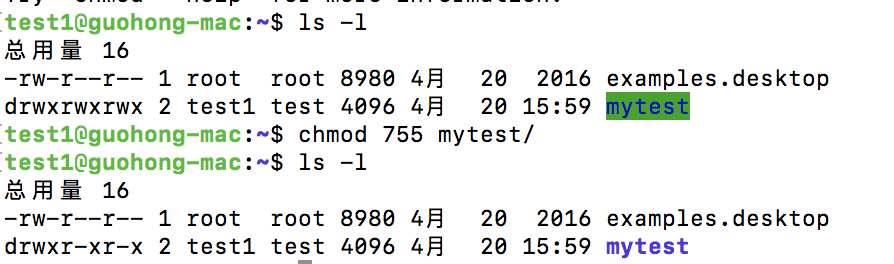 test1@guohong-mac:~$ ls -l
总用量 16
-rw-r--r-- 1 root  root 8980 4月   20  2016 examples.desktop
drwxrwxrwx 2 test1 test 4096 4月   20 15:59 mytest
test1@guohong-mac:~$ chmod 755 mytest/
test1@guohong-mac:~$ ls -l
总用量 16
-rw-r--r-- 1 root  root 8980 4月   20  2016 examples.desktop
drwxr-xr-x 2 test1 test 4096 4月   20 15:59 mytest